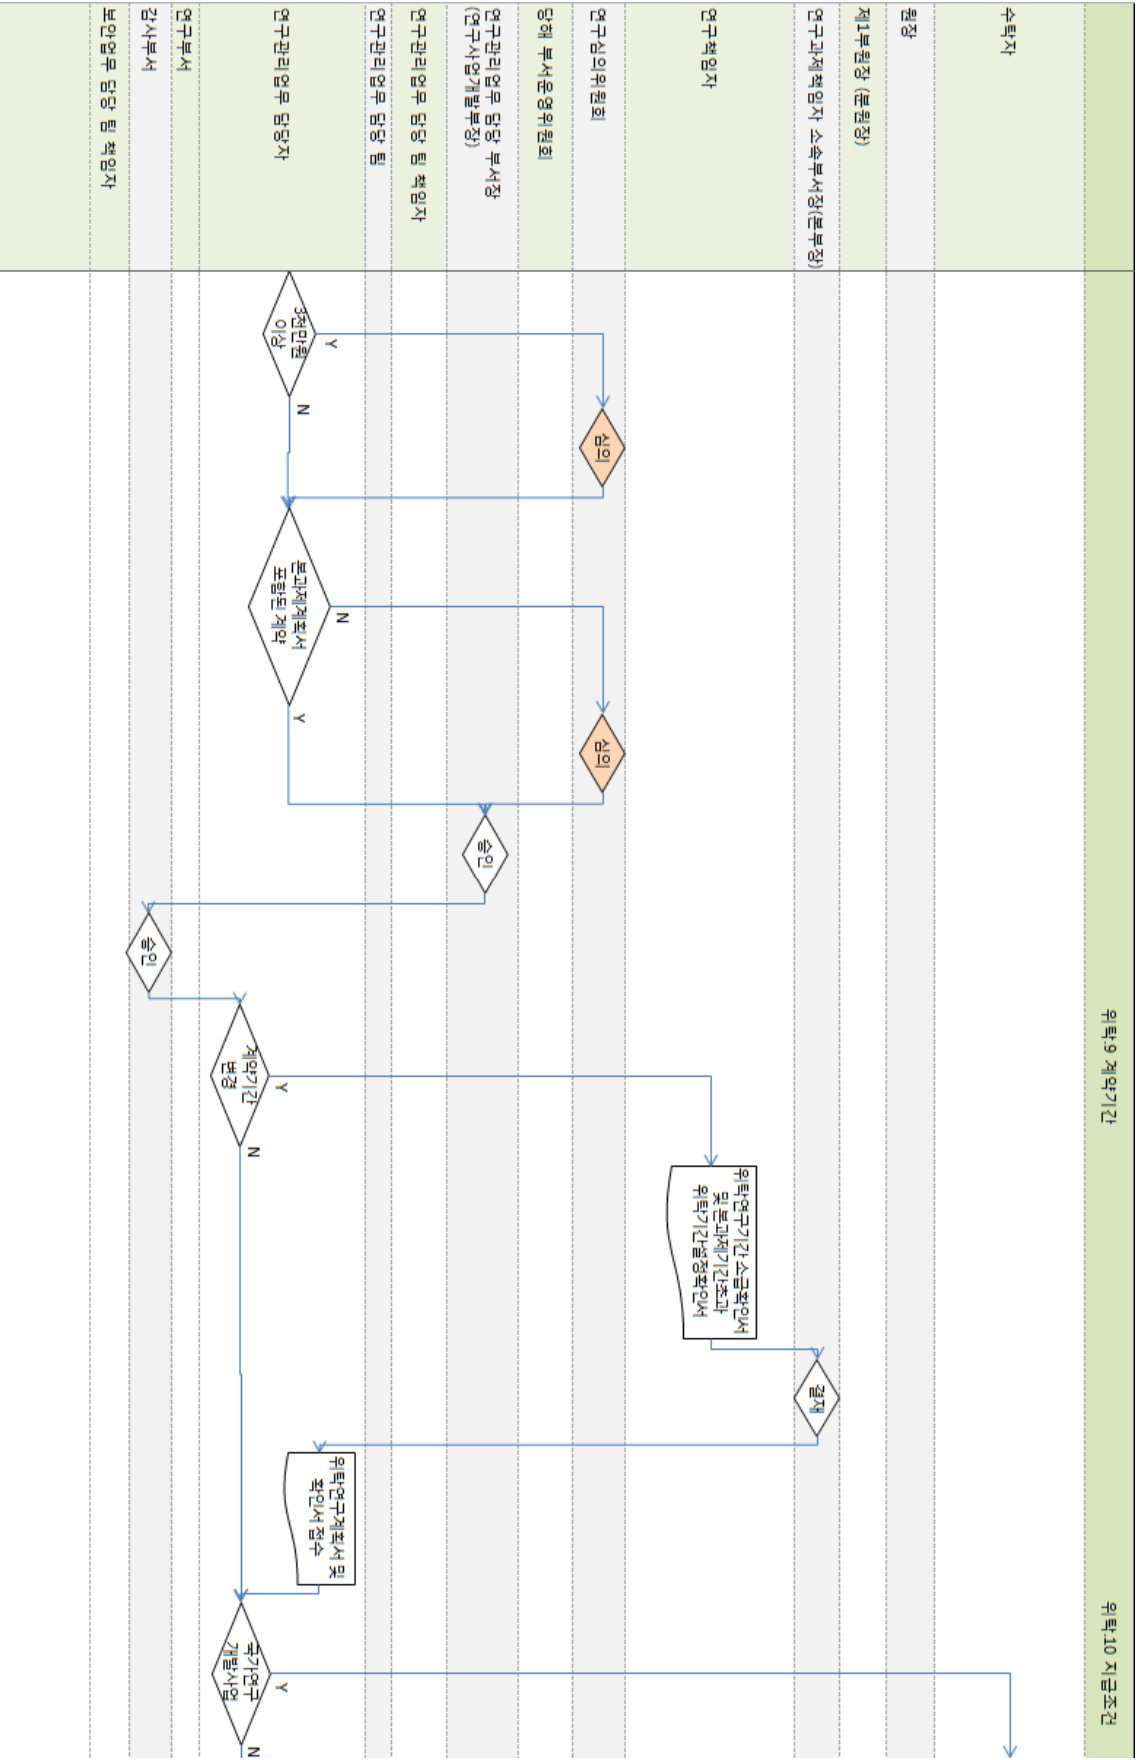 위탁.9 계약기간
위탁.10 지급조건
수탁자
원장
제1부원장 (분원장)
연구과제책임자 소속부서장(본부장)
연구책임자
연구심의위원회
당해 부서운영위원회
연구관리업무 담당 부서장
(연구사업개발부장)
연구관리업무 담당 팀 책임자
연구관리업무 담당 팀
연구관리업무 담당자
연구부서
감사부서
보안업무 담당 팀 책임자
3천만원
이상
Y
N
심의
본과제계획서
포함된 계약
N
Y
심의
승인
승인
계약기간
변경
Y
N
위탁연구기간 소급확인서
및 본과제기간초과
위탁기간설정확인서
결재
위탁연구계획서 및
확인서 접수
국가연구
개발사업
Y
N